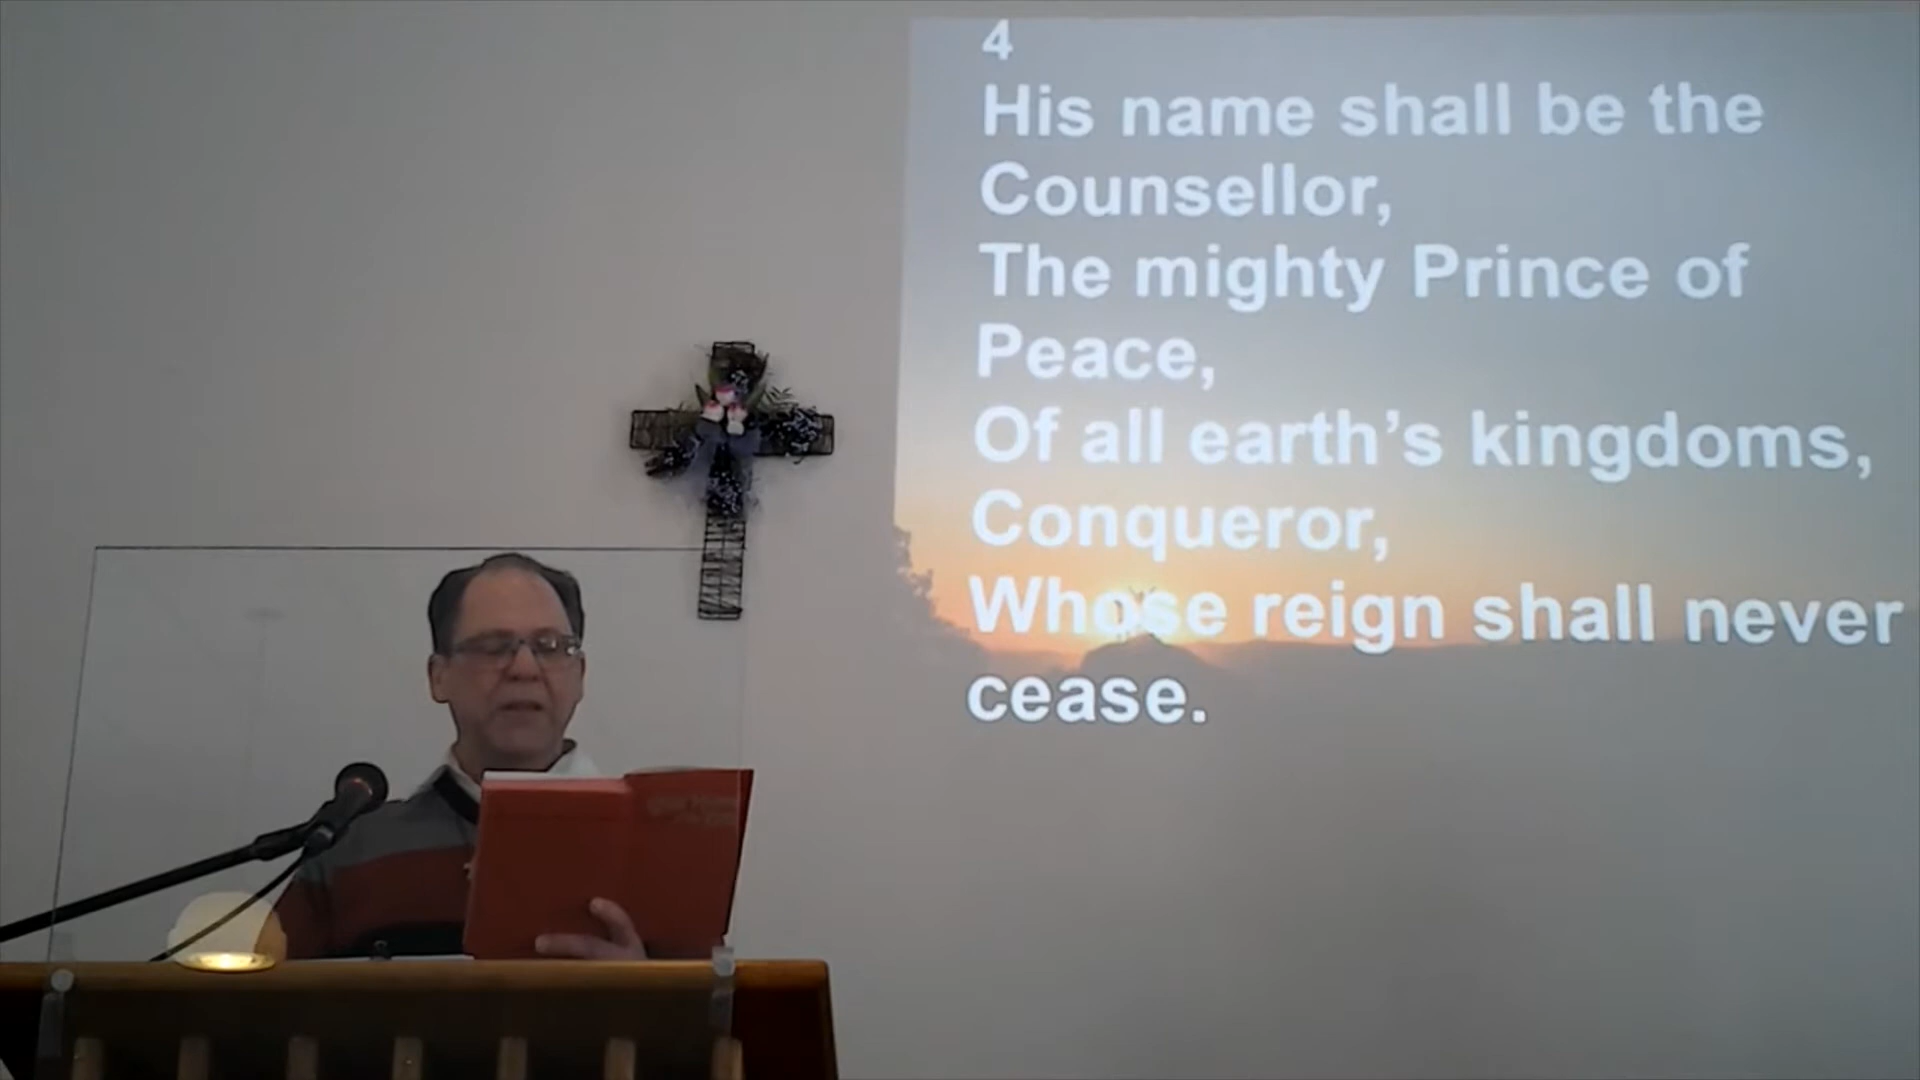 4
His name shall be the
Counsellor,
The mighty Prince of
Peace,
Of all earth’s kingdoms,
Conqueror,
Whose reign shall never
cease.